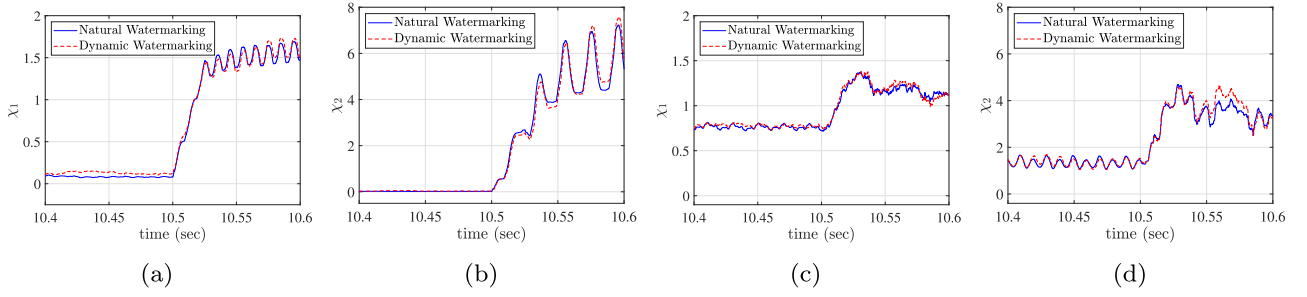 Natural Watermarking
Dynamic Watermarking
χ1
2
1.5
1
0.5
0
10.4
10.45
10.5
10.55
10.6
time (sec)
(a)
Natural Watermarking
Dynamic Watermarking
χ2
8
6
4
2
0
10.4
10.45
10.5
10.55
10.6
time (sec)
(b)
Natural Watermarking
Dynamic Watermarking
χ1
2
1.5
1
0.5
0
10.4
10.45
10.5
10.55
10.6
time (sec)
(c)
Natural Watermarking
Dynamic Watermarking
χ2
8
6
4
2
0
10.4
10.45
10.5
10.55
10.6
time (sec)
(d)